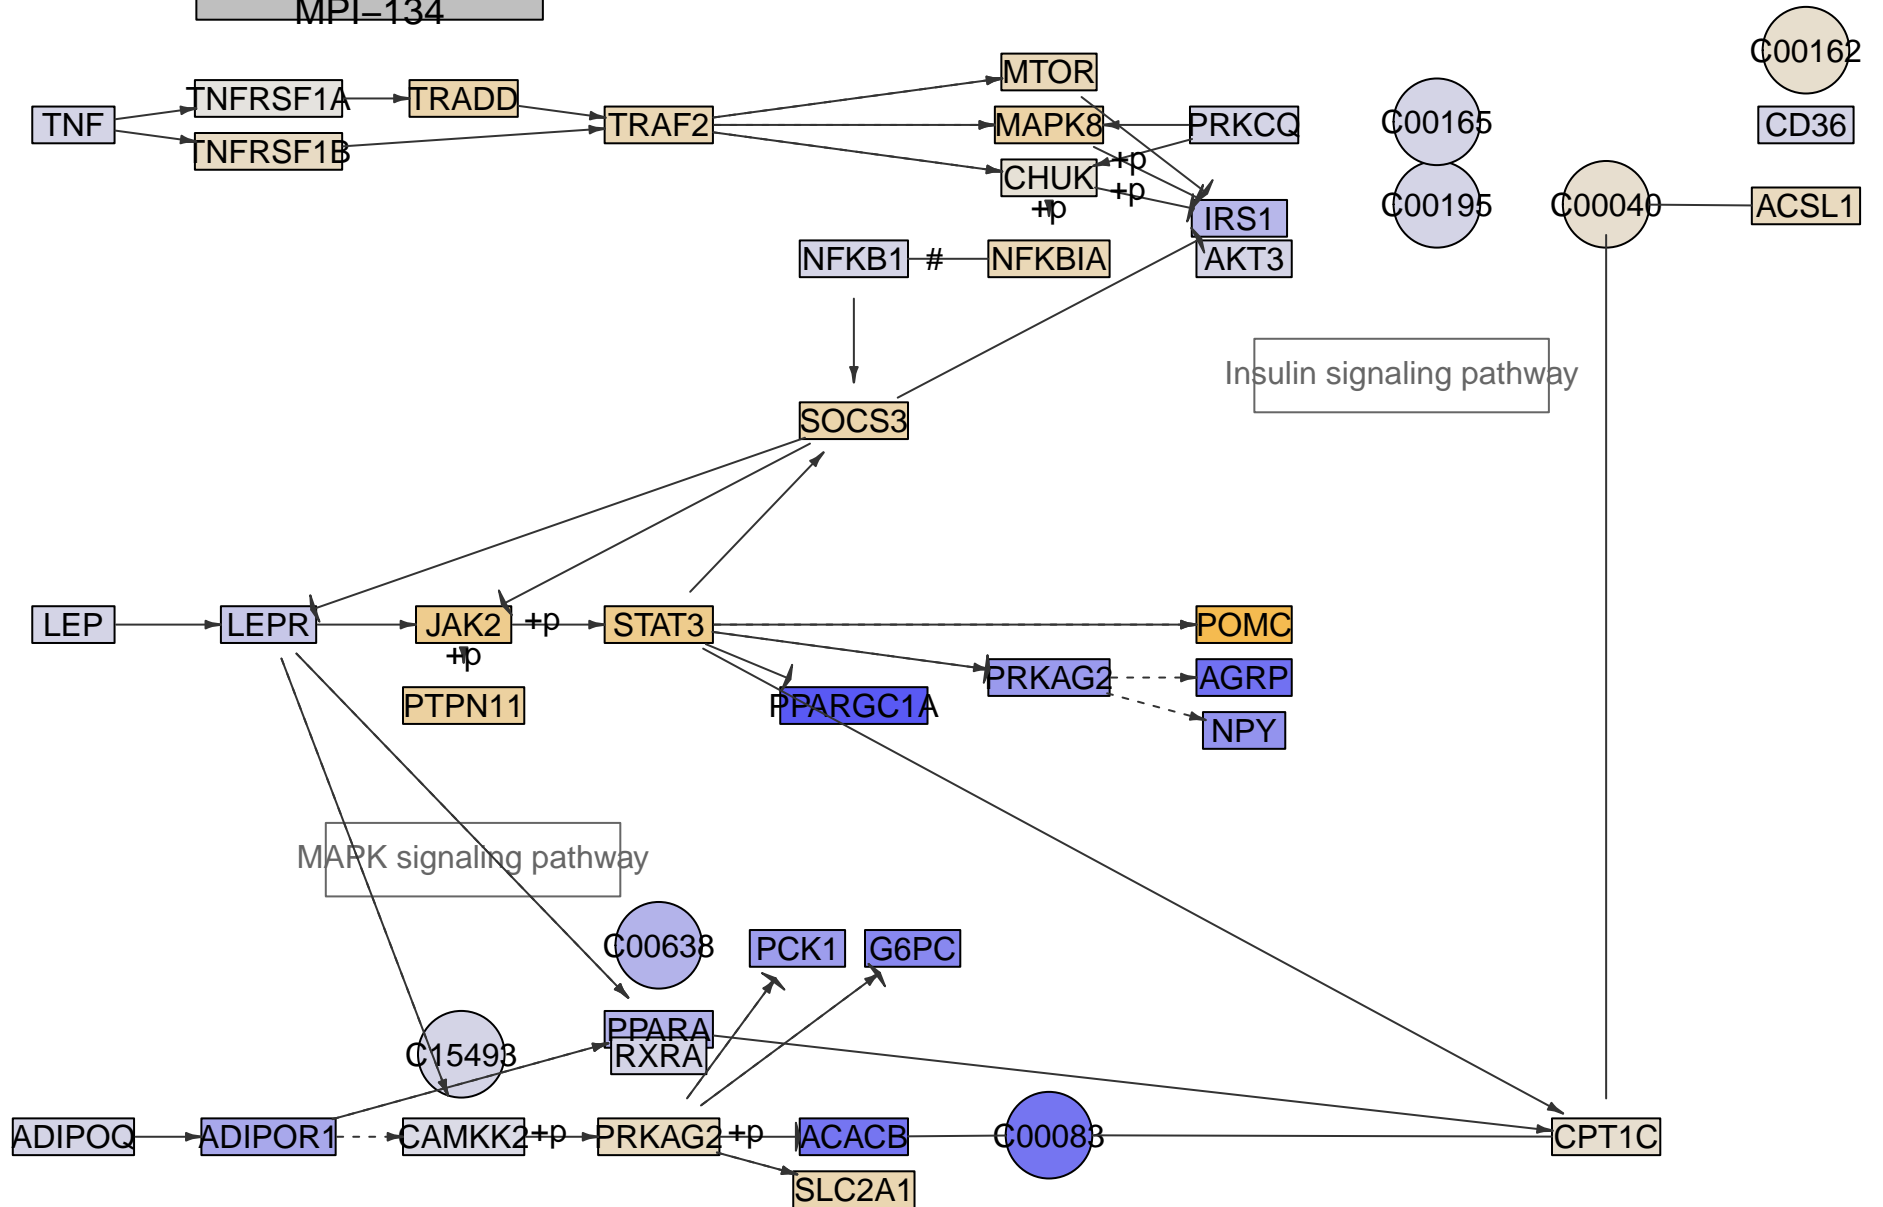 MPI–134
C00162
MTOR
TNFRSF1A
TRADD
TNF
TRAF2
MAPK8
PRKCQ
C00165
CD36
TNFRSF1B
+p
CHUK
+p
+p
IRS1
C00195
C00040
ACSL1
NFKB1
#
NFKBIA
AKT3
Insulin signaling pathway
SOCS3
LEP
LEPR
JAK2
+p
STAT3
POMC
+p
PRKAG2
AGRP
PTPN11
PPARGC1A
NPY
MAPK signaling pathway
C00638
PCK1
G6PC
PPARA
C15493
RXRA
ADIPOQ
ADIPOR1
CAMKK2
+p
PRKAG2
+p
ACACB
C00083
CPT1C
SLC2A1